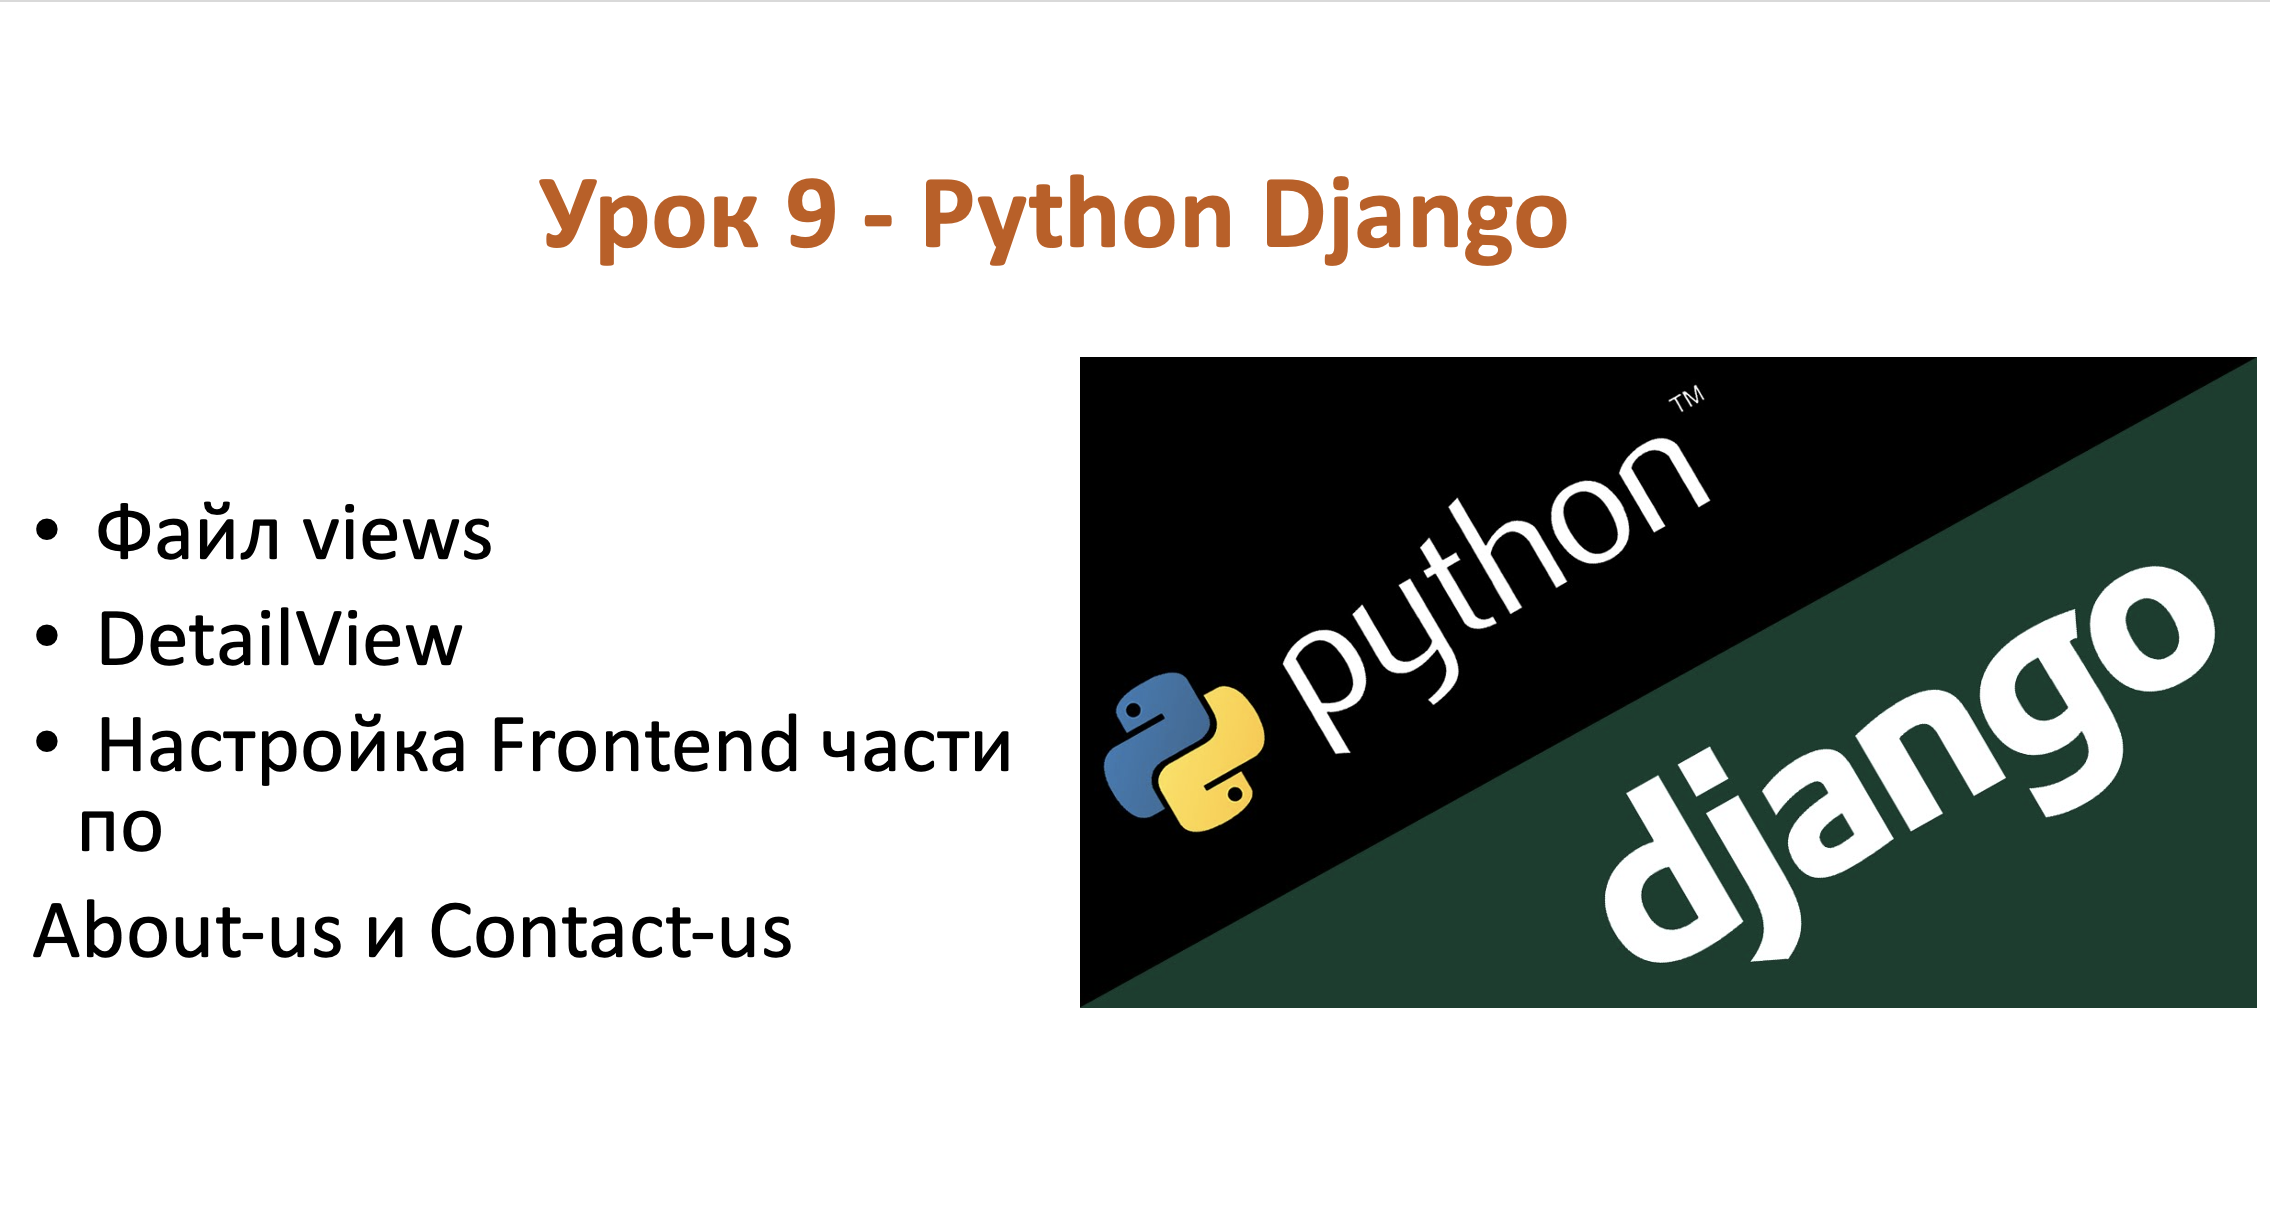 Урок 9 - Python Django
• Файл views
• DetailView
• Настройка Frontend части
по
About-us и Contact-us
python™
django